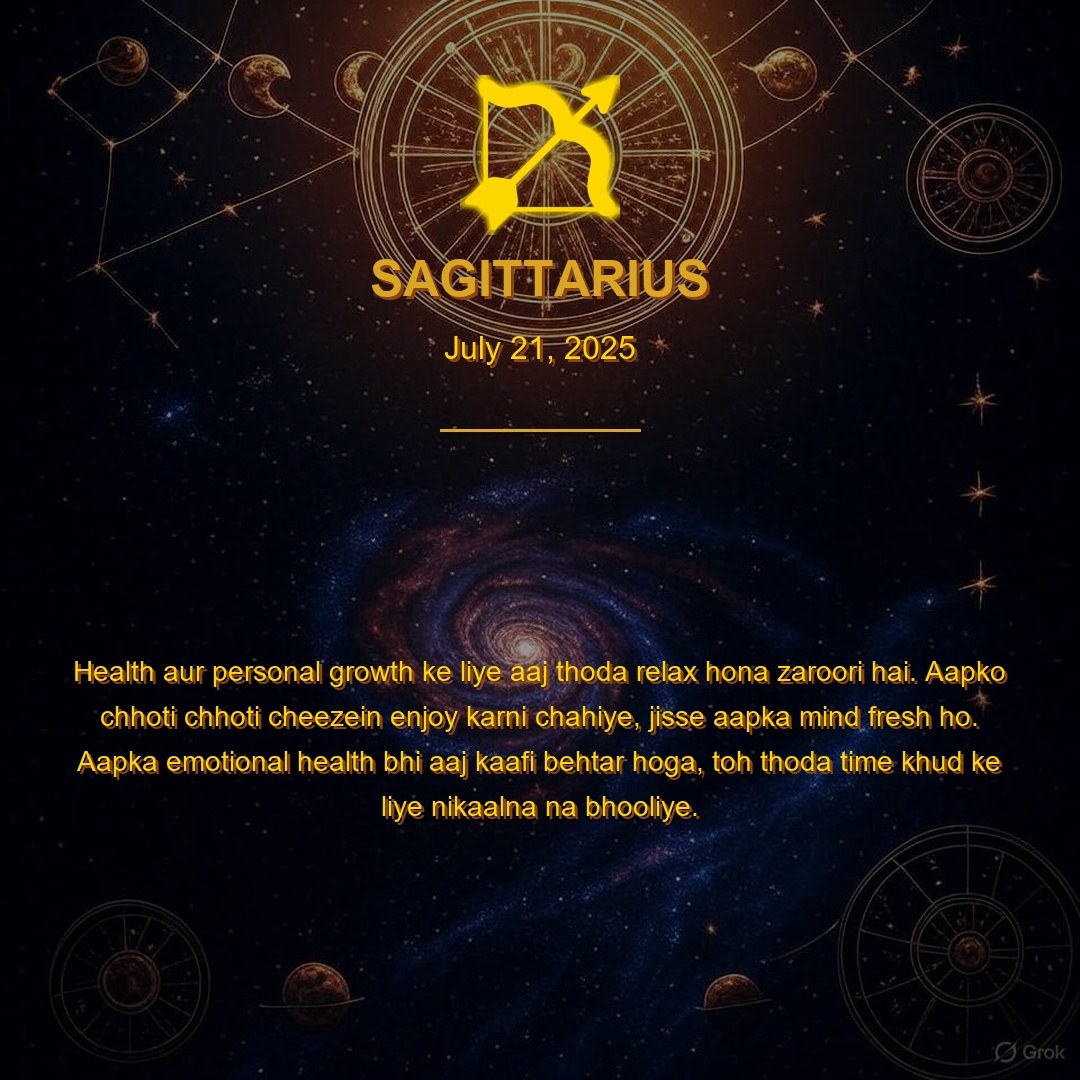 SAGITTARIUS
July 21, 2025
Health aur personal growth ke liye aaj thoda relax hona zaroori hai. Aapko
chhoti chhoti cheezein enjoy karni chahiye, jisse aapka mind fresh ho.
Aapka emotional health bhi aaj kaafi behtar hoga, toh thoda time khud ke
liye nikaalna na bhooliye.
Grok